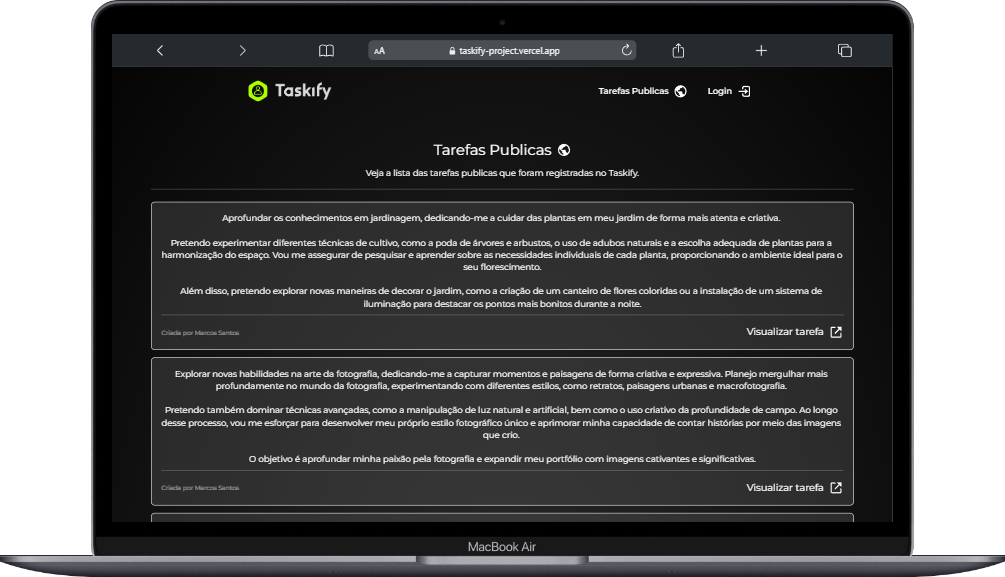 AA taskify-project.vercel.app
Taskify
Tarefas Publicas
Login
Tarefas Publicas
Veja a lista das tarefas publicas que foram registradas no Taskify.
Aprofundar os conhecimentos em jardinagem, dedicando-me a cuidar das plantas em meu jardim de forma mais atenta e criativa.
Pretendo experimentar diferentes técnicas de cultivo, como a poda de árvores e arbustos, o uso de adubos naturais e a escolha adequada de plantas para a
harmonização do espaço. Vou me assegurar de pesquisar e aprender sobre as necessidades individuais de cada planta, proporcionando o ambiente ideal para o
seu florescimento.
Além disso, pretendo explorar novas maneiras de decorar o jardim, como a criação de um canteiro de flores coloridas ou a instalação de um sistema de
iluminação para destacar os pontos mais bonitos durante a noite.
Criada por Marcos Santos
Visualizar tarefa
Explorar novas habilidades na arte da fotografia, dedicando-me a capturar momentos e paisagens de forma criativa e expressiva. Planejo mergulhar mais
profundamente no mundo da fotografia, experimentando com diferentes estilos, como retratos, paisagens urbanas e macrofotografia.
Pretendo também dominar técnicas avançadas, como a manipulação de luz natural e artificial, bem como o uso criativo da profundidade de campo. Ao longo
desse processo, vou me esforçar para desenvolver meu próprio estilo fotográfico único e aprimorar minha capacidade de contar histórias por meio das imagens
que crio.
O objetivo é aprofundar minha paixão pela fotografia e expandir meu portfólio com imagens cativantes e significativas.
Criada por Marcos Santos
Visualizar tarefa
MacBook Air